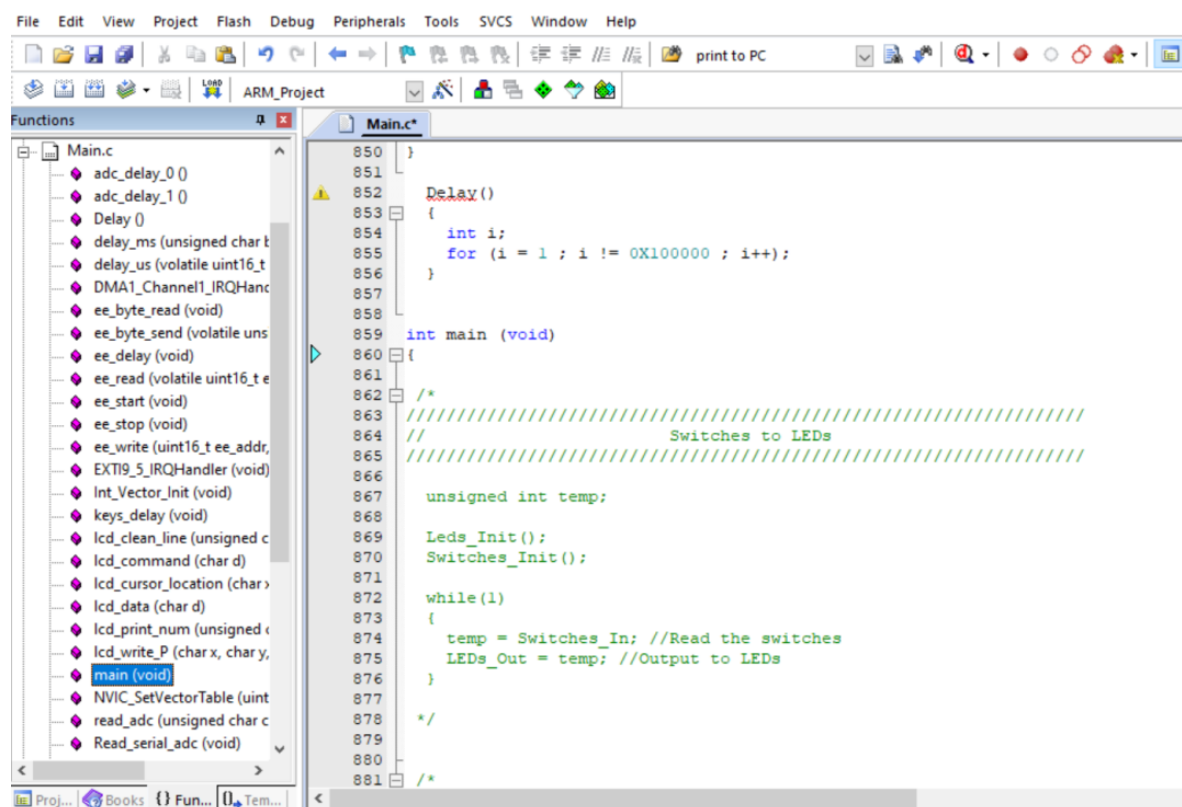 File Edit View Project Flash Debug Peripherals Tools SVCS Window Help
print to PC
LOAD ARM_Project
Functions
Main.c*
Main.c
adc_delay_0 ()
adc_delay_1 ()
Delay ()
delay_ms (unsigned char b
delay_us (volatile uint16_t
DMA1_Channel1_IRQHanc
ee_byte_read (void)
ee_byte_send (volatile uns
ee_delay (void)
ee_read (volatile uint16_t e
ee_start (void)
ee_stop (void)
ee_write (uint16_t ee_addr,
EXTI9_5_IRQHandler (void)
Int_Vector_Init (void)
keys_delay (void)
lcd_clean_line (unsigned c
lcd_command (char d)
lcd_cursor_location (char x
lcd_data (char d)
lcd_print_num (unsigned c
lcd_write_P (char x, char y,
main (void)
NVIC_SetVectorTable (uint
read_adc (unsigned char c
Read_serial_adc (void)
Proj... Books {} Fun... 0 Tem...
850 }
851
852 Delay()
853 {
854 int i;
855 for (i = 1 ; i != 0X100000 ; i++);
856 }
857
858
859 int main (void)
860 {
861
862 /*
863 ///////////////////////////////////////////////////////////////////
864 // Switches to LEDs
865 ///////////////////////////////////////////////////////////////////
866
867 unsigned int temp;
868
869 Leds_Init();
870 Switches_Init();
871
872 while(1)
873 {
874 temp = Switches_In; //Read the switches
875 LEDs_Out = temp; //Output to LEDs
876 }
877
878 */
879
880
881 /*